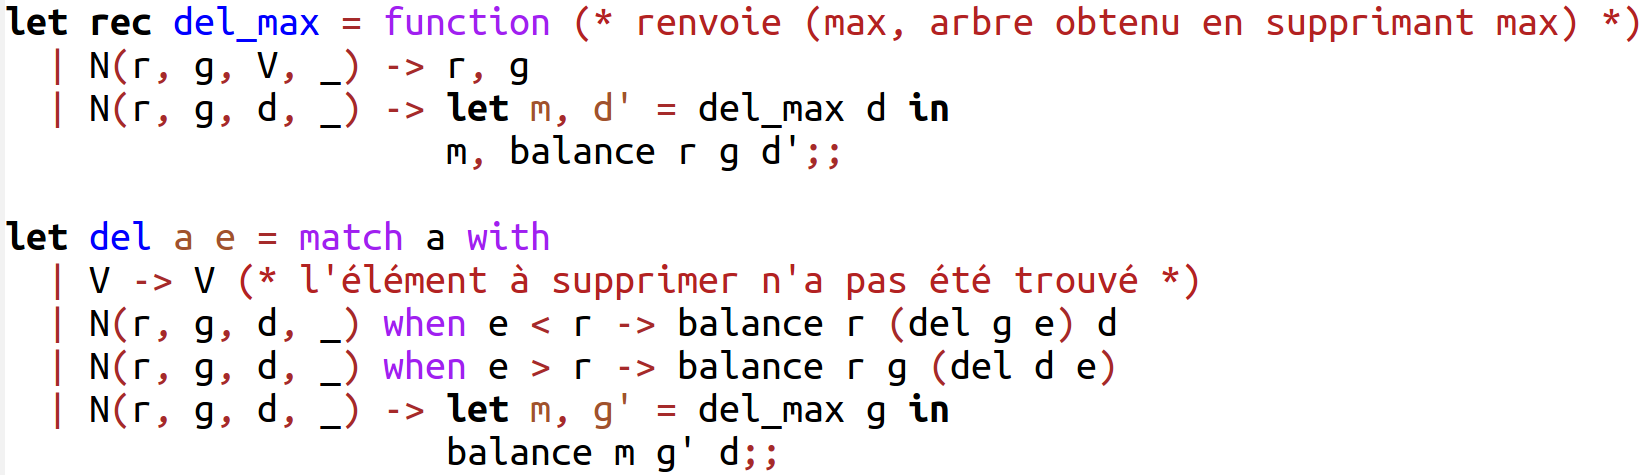 let rec del_max = function (* renvoie (max, arbre obtenu en supprimant max) *)
  | N(r, g, V, _) -> r, g
  | N(r, g, d, _) -> let m, d' = del_max d in
                     m, balance r g d';;

let del a e = match a with
  | V -> V (* l'élément à supprimer n'a pas été trouvé *)
  | N(r, g, d, _) when e < r -> balance r (del g e) d
  | N(r, g, d, _) when e > r -> balance r g (del d e)
  | N(r, g, d, _) -> let m, g' = del_max g in
                     balance m g' d;;